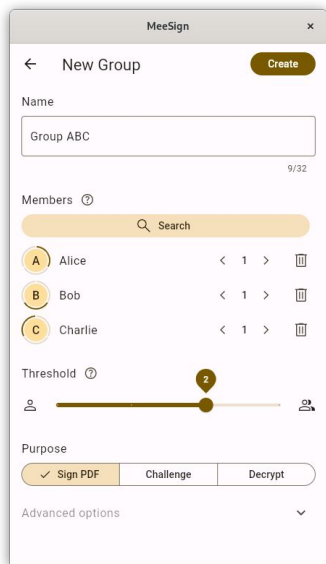 MeeSign ×
New Group Create
Name
Group ABC
9/32
Members ?
Search
A Alice < 1 >
B Bob < 1 >
C Charlie < 1 >
Threshold ?
2
Purpose
Sign PDF Challenge Decrypt
Advanced options